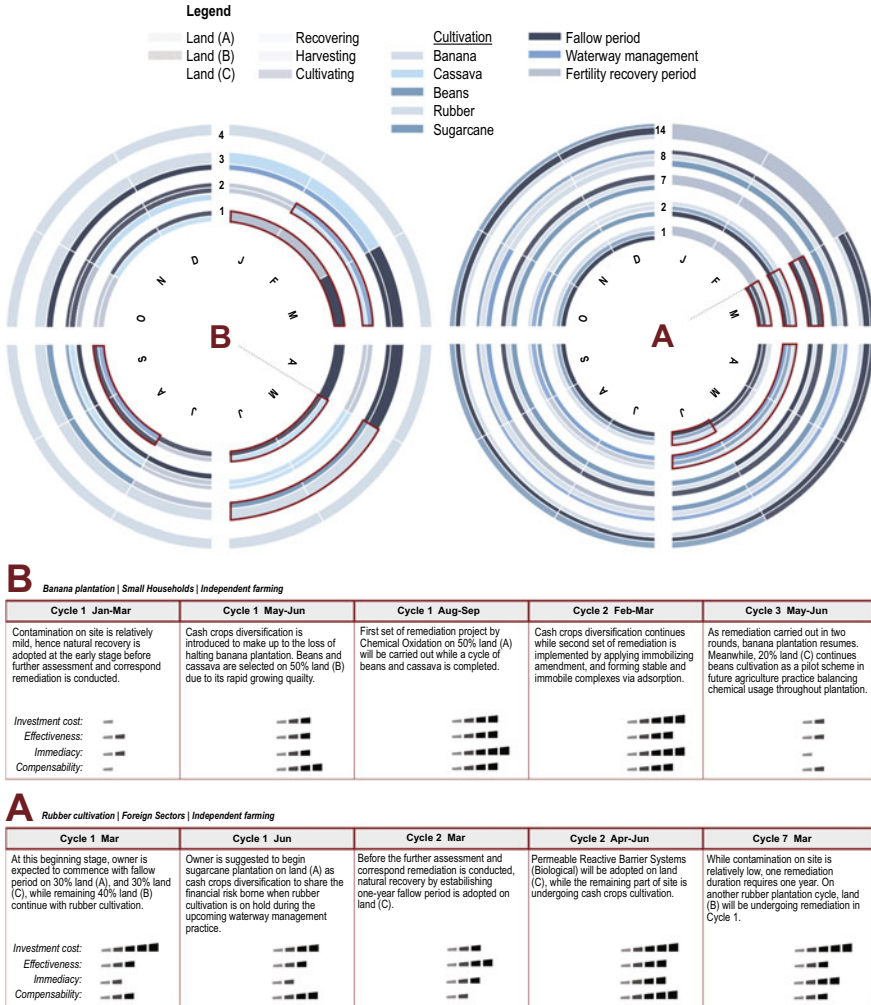 Legend
Land (A)
Land (B)
Land (C)
Recovering
Harvesting
Cultivating
Cultivation
Banana
Cassava
Beans
Rubber
Sugarcane
Fallow period
Waterway management
Fertility recovery period
4
3
2
1
J
F
M
A
M
J
J
A
S
O
N
D
B
14
8
7
2
1
J
F
M
A
M
J
J
A
S
O
N
D
A
B Banana plantation | Small Households | Independent farming
Cycle 1 Jan-Mar
Contamination on site is relatively
mild, hence natural recovery is
adopted at the early stage before
further assessment and correspond
remediation is conducted.
Cycle 1 May-Jun
Cash crops diversification is
introduced to make up to the loss of
halting banana plantation. Beans and
cassava are selected on 50% land (B)
due to its rapid growing quailty.
Cycle 1 Aug-Sep
First set of remediation project by
Chemical Oxidation on 50% land (A)
will be carried out while a cycle of
beans and cassava is completed.
Cycle 2 Feb-Mar
Cash crops diversification continues
while second set of remediation is
implemented by applying immobilizing
amendment, and forming stable and
immobile complexes via adsorption.
Cycle 3 May-Jun
As remediation carried out in two
rounds, banana plantation resumes.
Meanwhile, 20% land (C) continues
beans cultivation as a pilot scheme in
future agriculture practice balancing
chemical usage throughout plantation.
Investment cost:
Effectiveness:
Immediacy:
Compensability:
A Rubber cultivation | Foreign Sectors | Independent farming
Cycle 1 Mar
At this beginning stage, owner is
expected to commence with fallow
period on 30% land (A), and 30% land
(C), while remaining 40% land (B)
continue with rubber cultivation.
Cycle 1 Jun
Owner is suggested to begin
sugarcane plantation on land (A) as
cash crops diversification to share the
financial risk borne when rubber
cultivation is on hold during the
upcoming waterway management
practice.
Cycle 2 Mar
Before the further assessment and
correspond remediation is conducted,
natural recovery by estabilishing
one-year fallow period is adopted on
land (C).
Cycle 2 Apr-Jun
Permeable Reactive Barrier Systems
(Biological) will be adopted on land
(C), while the remaining part of site is
undergoing cash crops cultivation.
Cycle 7 Mar
While contamination on site is
relatively low, one remediation
duration requires one year. On
another rubber plantation cycle, land
(B) will be undergoing remediation in
Cycle 1.
Investment cost:
Effectiveness:
Immediacy:
Compensability: